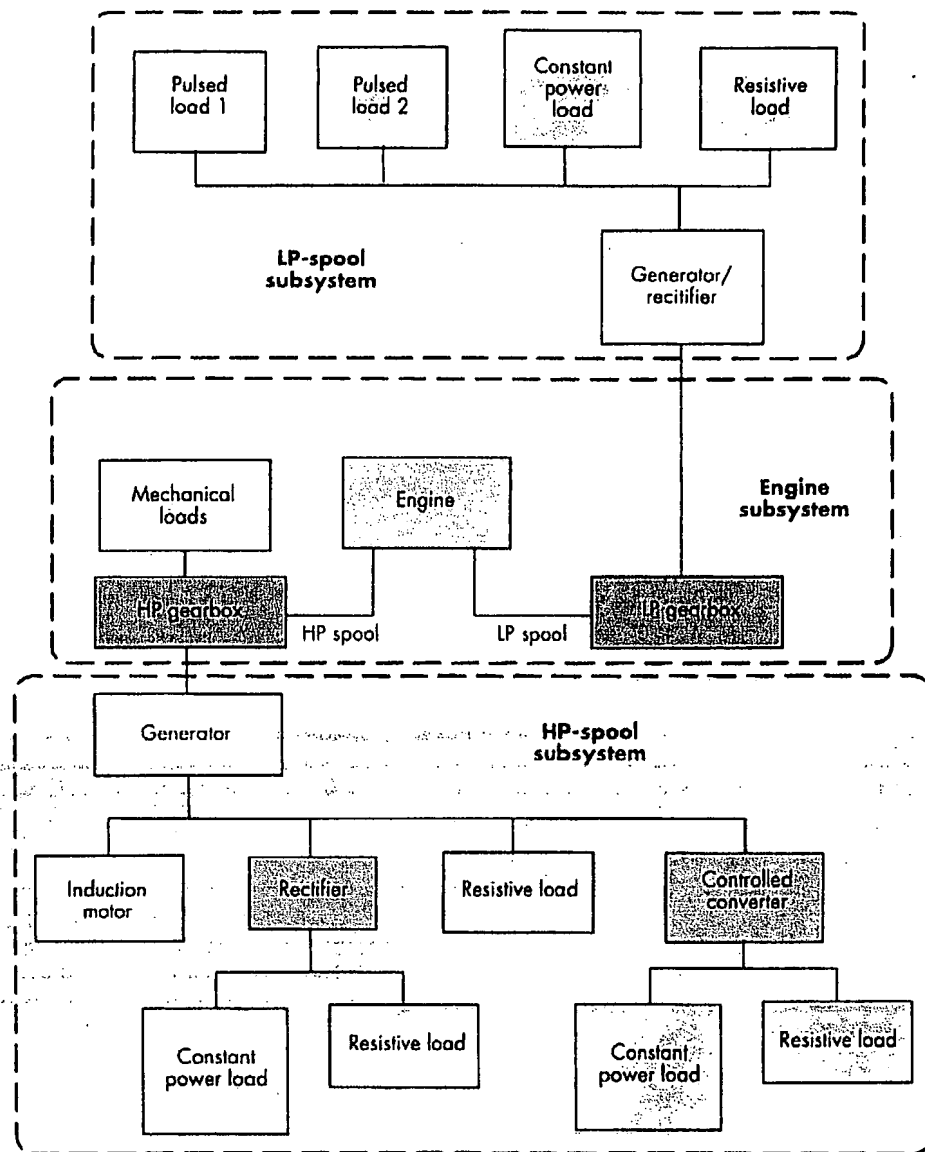 Pulsed
load 1
Pulsed
load 2
Constant
power
load
Resistive
load
LP-spool
subsystem
Generator/
recitifier
Mechanical
loads
Engine
Engine
subsystem
HP gearbox
HP spool
LP spool
LP gearbox
Generator
HP-spool
subsystem
Induction
motor
Rectifier
Resistive load
Controlled
converter
Constant
power load
Resistive load
Constant
power load
Resistive load